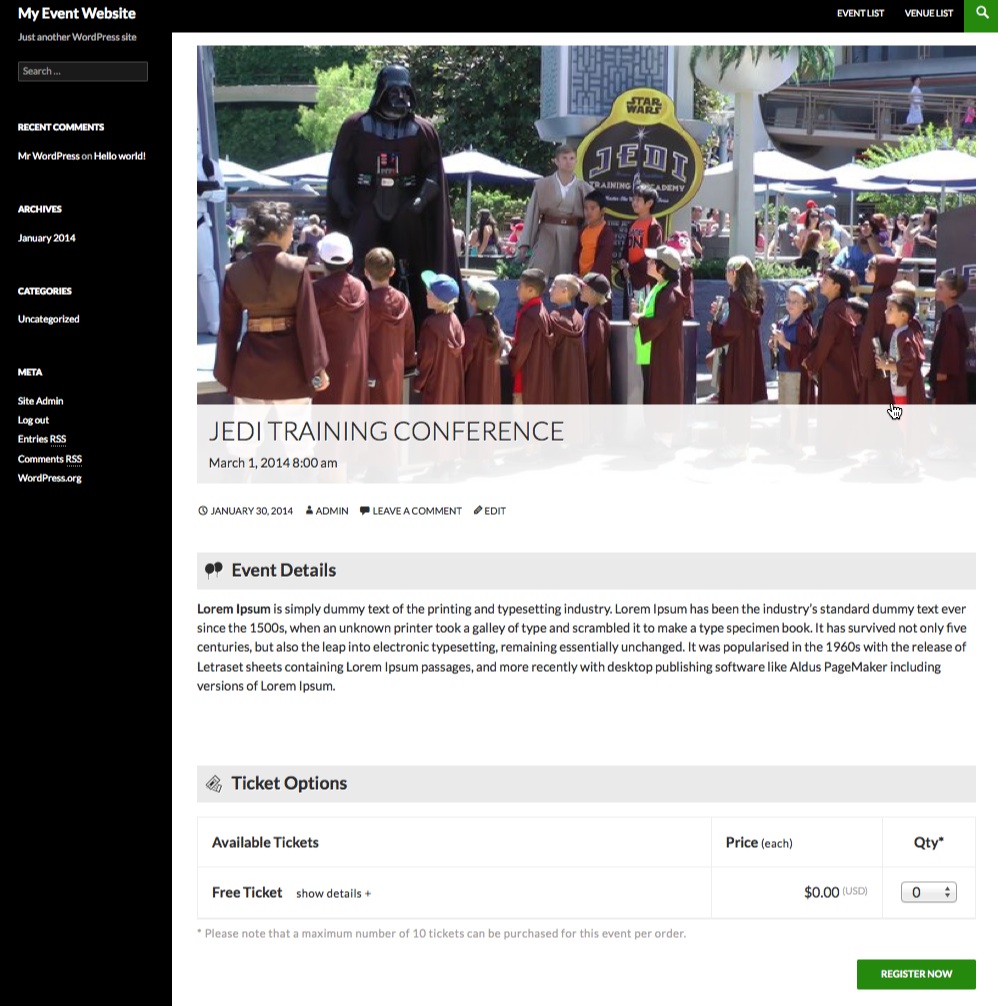 My Event Website
Just another WordPress site
Search ...
RECENT COMMENTS
Mr WordPress on Hello world!
ARCHIVES
January 2014
CATEGORIES
Uncategorized
META
Site Admin
Log out
Entries RSS
Comments RSS
WordPress.org
EVENT LIST VENUE LIST
STAR
WARS
JEDI
TRAINING ACADEMY
JEDI TRAINING CONFERENCE
March 1, 2014 8:00 am
JANUARY 30, 2014 ADMIN LEAVE A COMMENT EDIT
Event Details
Lorem Ipsum is simply dummy text of the printing and typesetting industry. Lorem Ipsum has been the industry's standard dummy text ever
since the 1500s, when an unknown printer took a galley of type and scrambled it to make a type specimen book. It has survived not only five
centuries, but also the leap into electronic typesetting, remaining essentially unchanged. It was popularised in the 1960s with the release of
Letraset sheets containing Lorem Ipsum passages, and more recently with desktop publishing software like Aldus PageMaker including
versions of Lorem Ipsum.
Ticket Options
Available Tickets Price (each) Qty*
Free Ticket show details + $0.00 (USD) 0
* Please note that a maximum number of 10 tickets can be purchased for this event per order.
REGISTER NOW